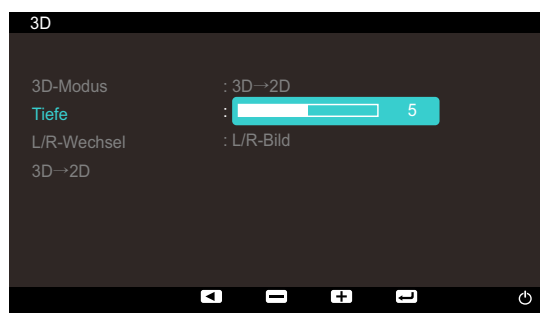 3D
3D-Modus : 3D→2D
Tiefe : 5
L/R-Wechsel : L/R-Bild
3D→2D